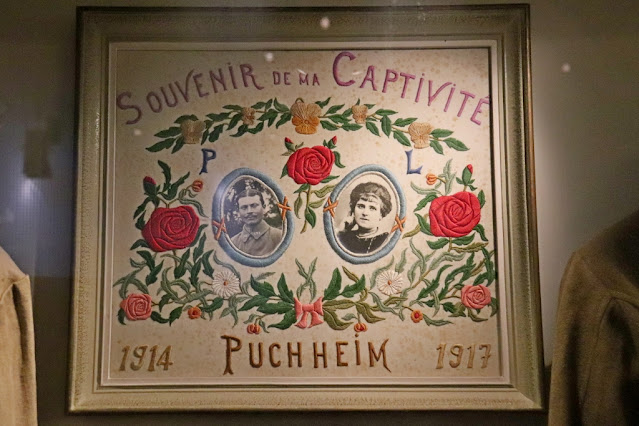 SOUVENIR DE MA CAPTIVITÉ
P L
1914 PUCHHEIM 1917